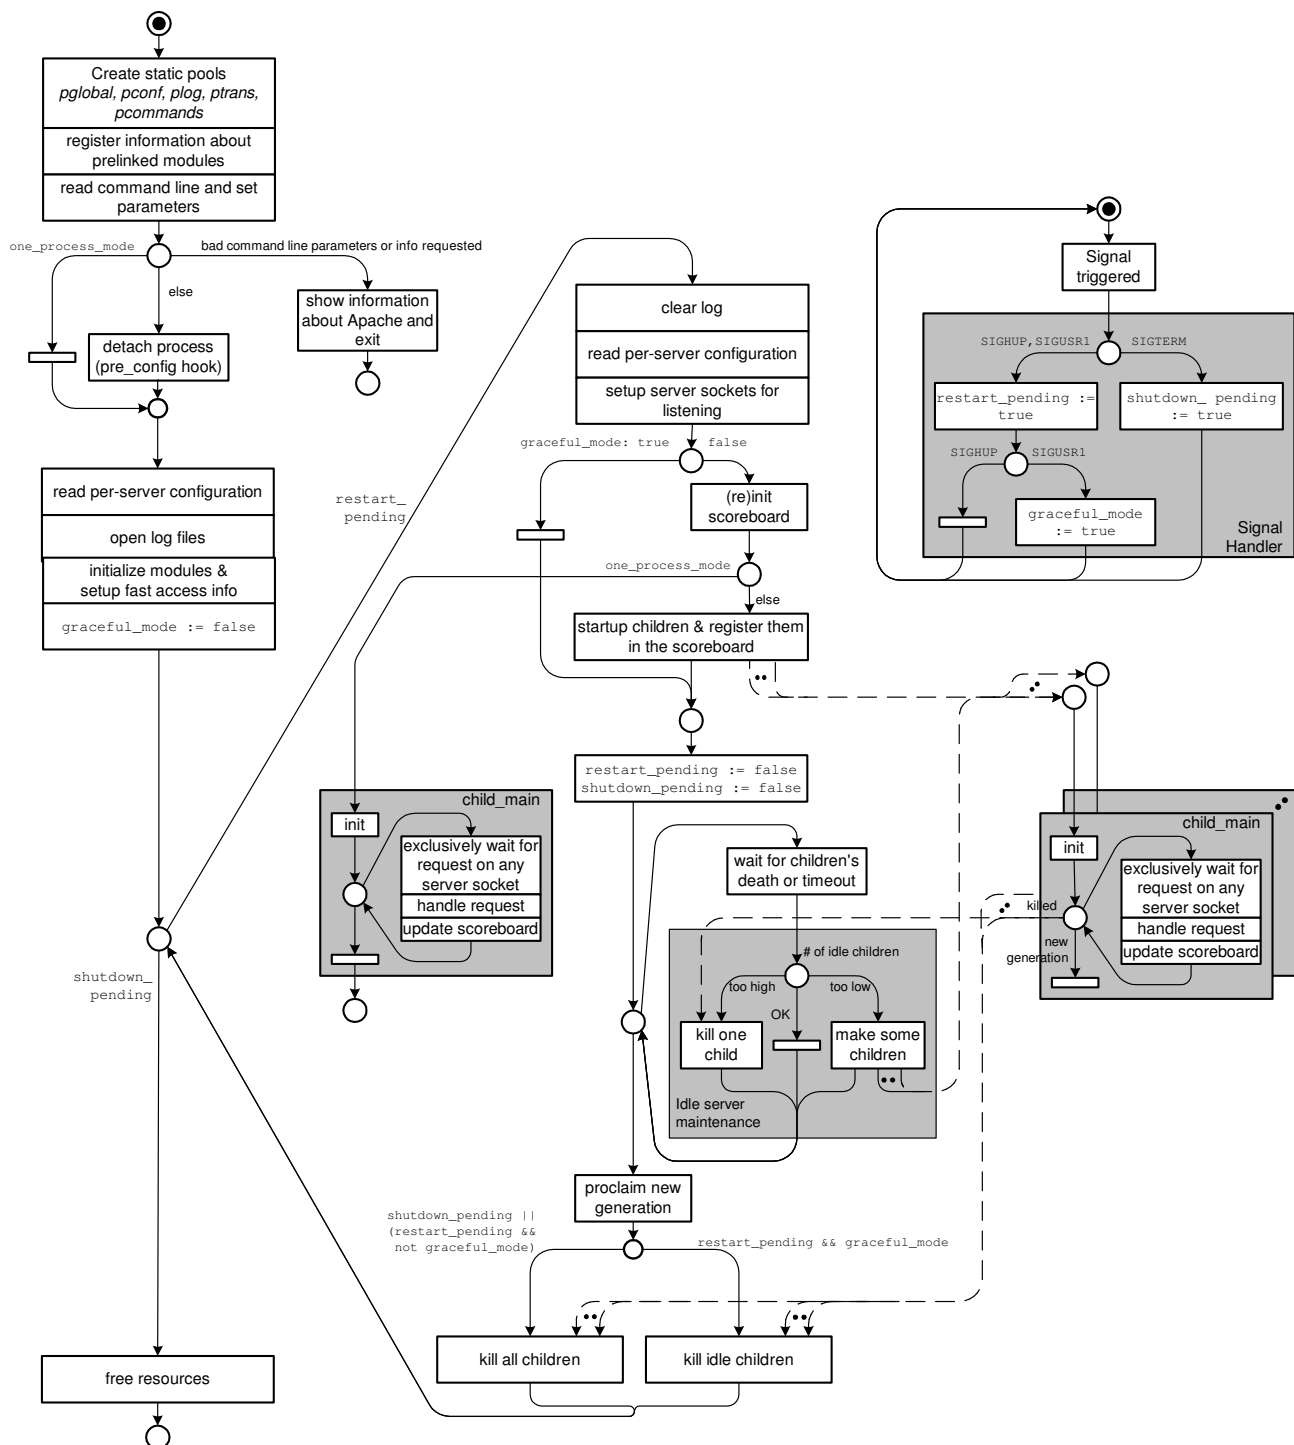 Create static pools
pglobal, pconf, plog, ptrans,
pcommands
register information about
prelinked modules
read command line and set
parameters
one_process_mode
bad command line parameters or info requested
else
show information
about Apache and
exit
detach process
(pre_config hook)
read per-server configuration
open log files
initialize modules &
setup fast access info
graceful_mode := false
restart_
pending
shutdown_
pending
free resources
clear log
read per-server configuration
setup server sockets for
listening
graceful_mode: true
false
(re)init
scoreboard
one_process_mode
else
startup children & register them
in the scoreboard
restart_pending := false
shutdown_pending := false
child_main
init
exclusively wait for
request on any
server socket
handle request
update scoreboard
wait for children's
death or timeout
# of idle children
too high
too low
OK
kill one
child
make some
children
Idle server
maintenance
proclaim new
generation
shutdown_pending ||
(restart_pending &&
not graceful_mode)
restart_pending && graceful_mode
kill all children
kill idle children
Signal
triggered
SIGHUP,SIGUSR1
SIGTERM
restart_pending :=
true
shutdown_ pending
:= true
SIGHUP
SIGUSR1
graceful_mode
:= true
Signal
Handler
child_main
init
exclusively wait for
request on any
server socket
handle request
update scoreboard
killed
new
generation